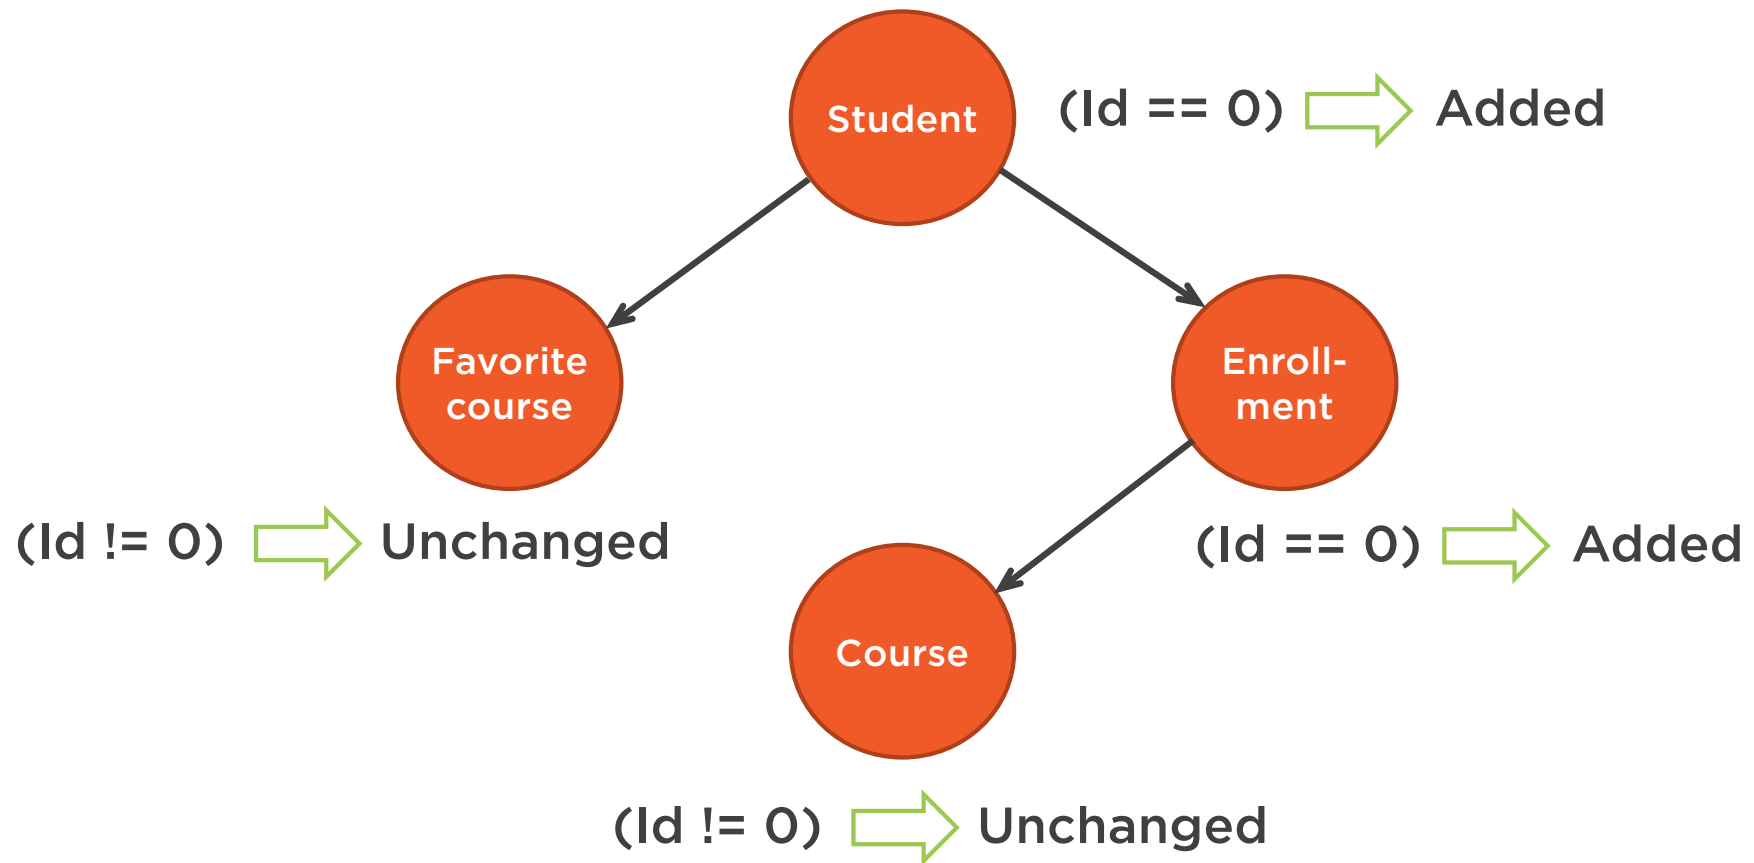 Student
(Id == 0)
Added
Favorite
course
Enroll-
ment
(Id != 0)
Unchanged
(Id == 0)
Added
Course
(Id != 0)
Unchanged